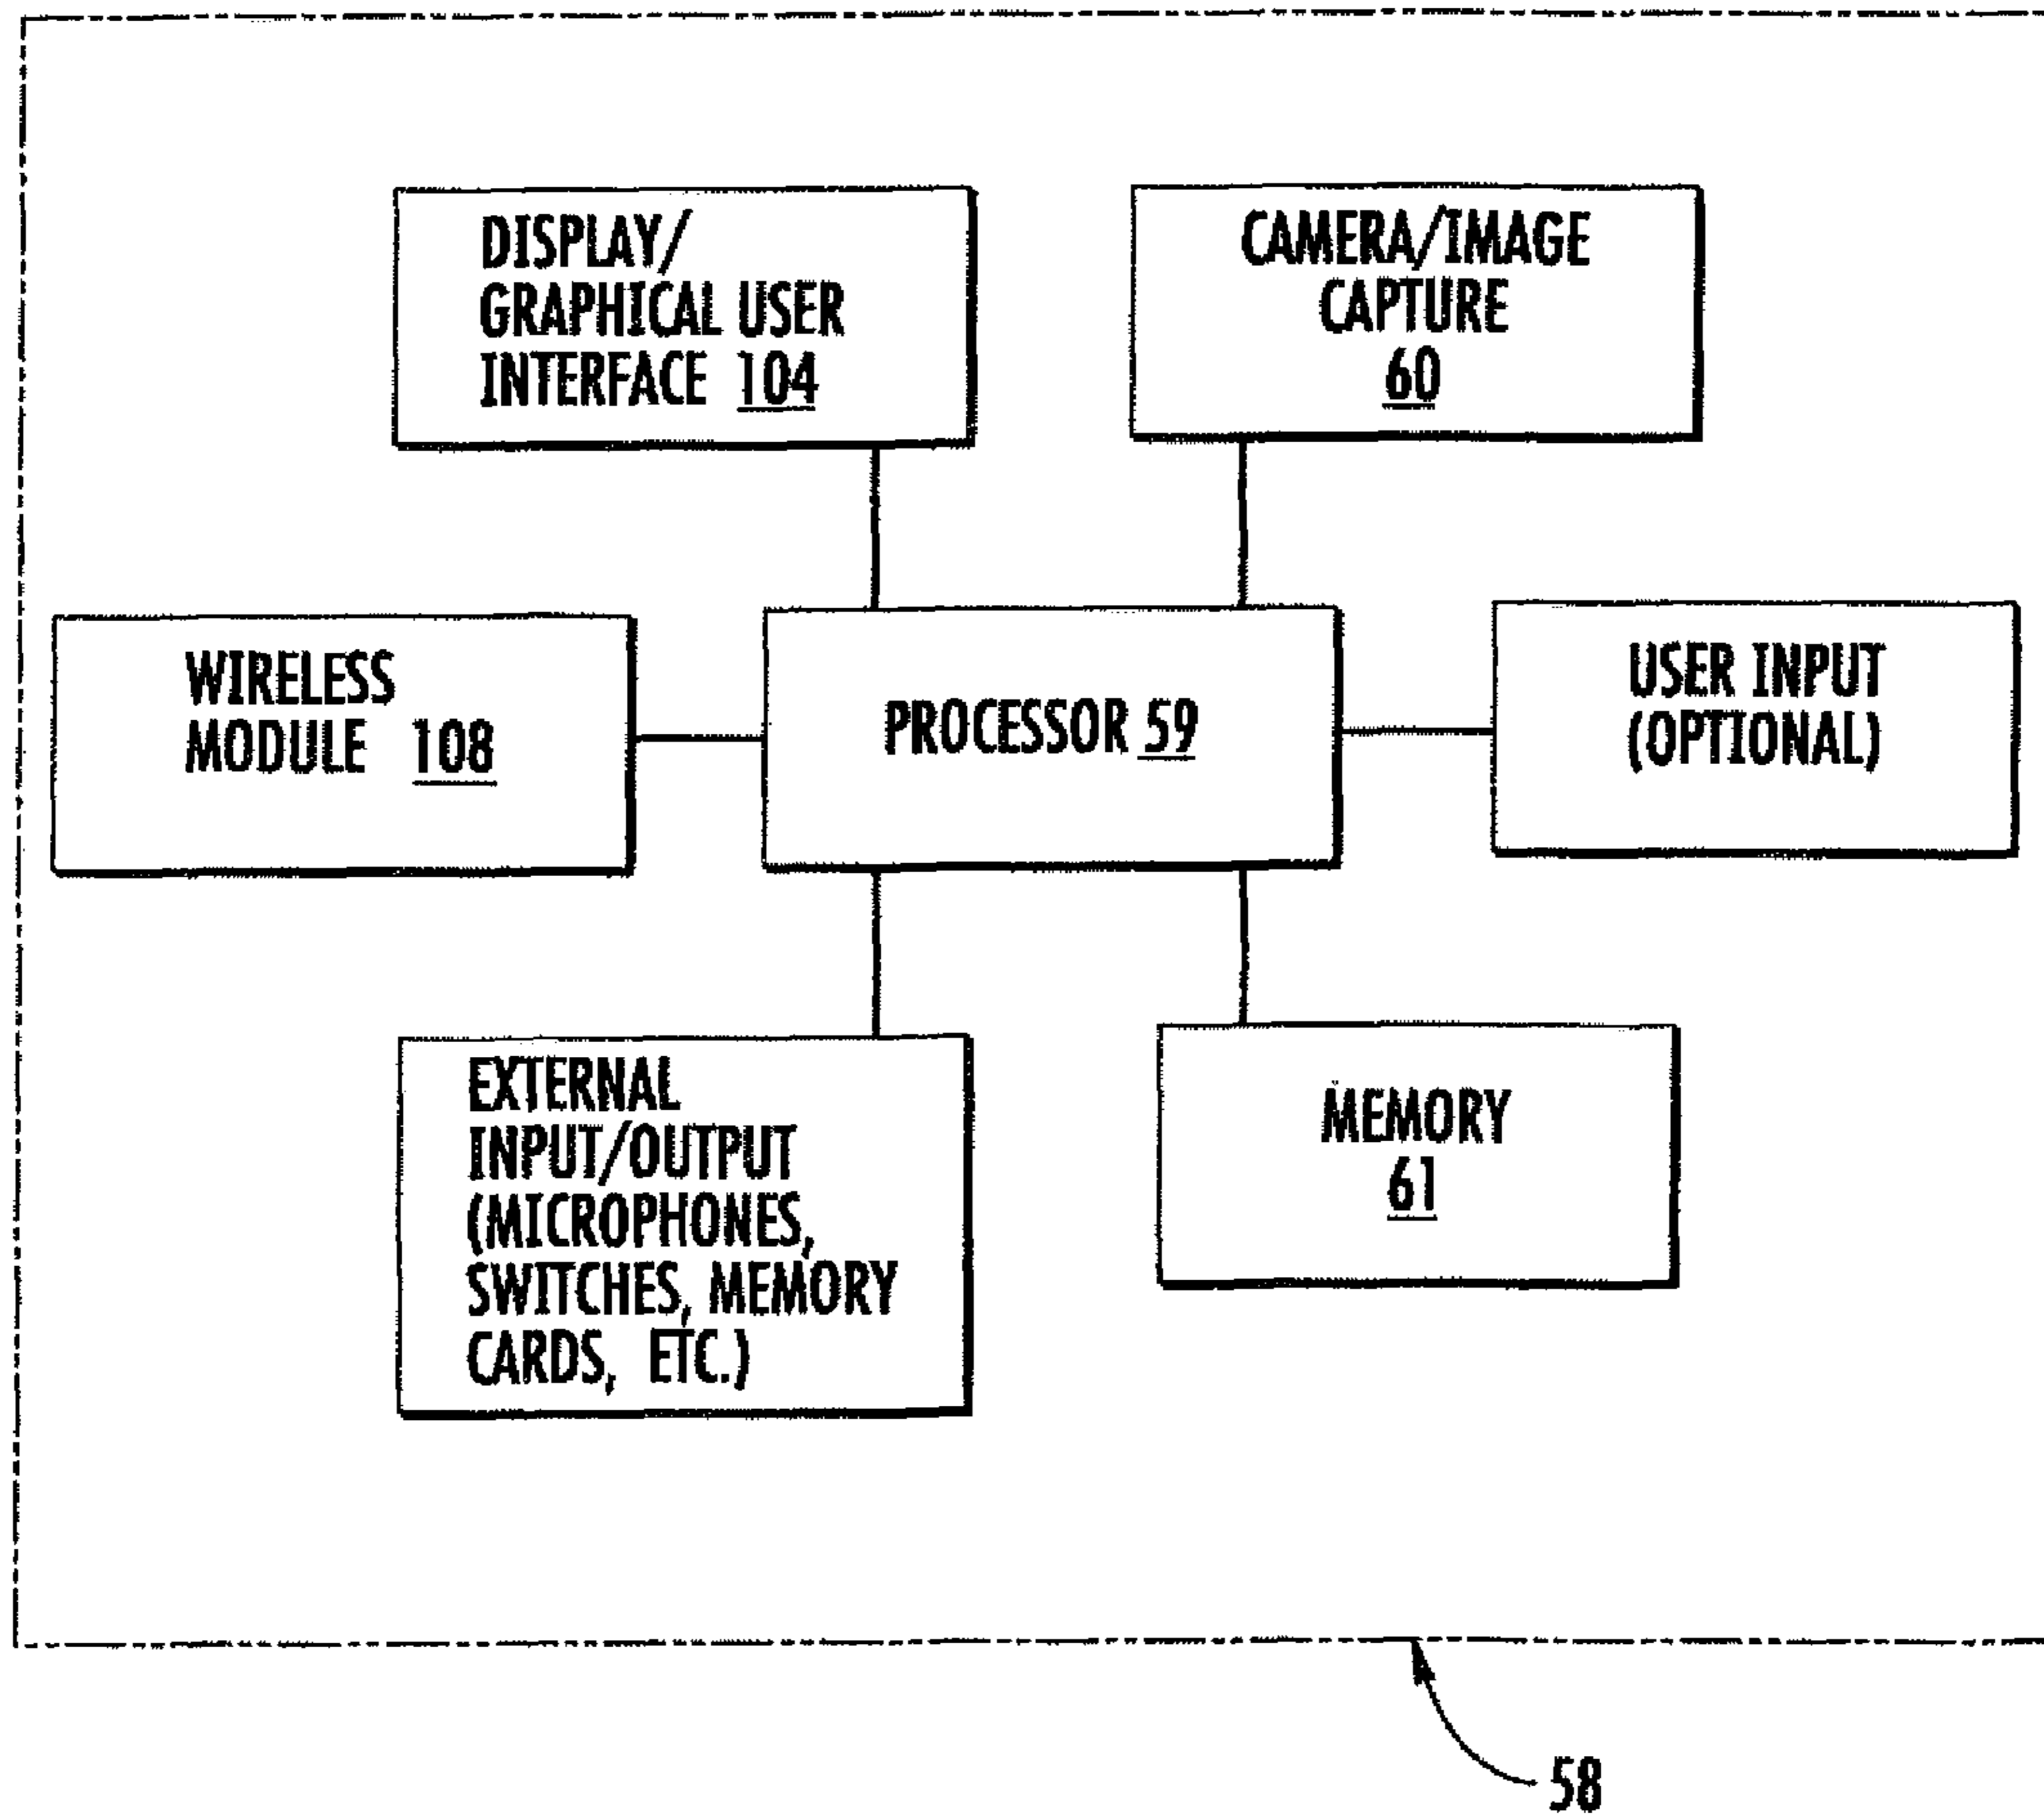 DISPLAY/
GRAPHICAL USER
INTERFACE 104
CAMERA/IMAGE
CAPTURE
60
WIRELESS
MODULE 108
PROCESSOR 59
USER INPUT
(OPTIONAL)
EXTERNAL
INPUT/OUTPUT
(MICROPHONES,
SWITCHES, MEMORY
CARDS, ETC.)
MEMORY
61
58